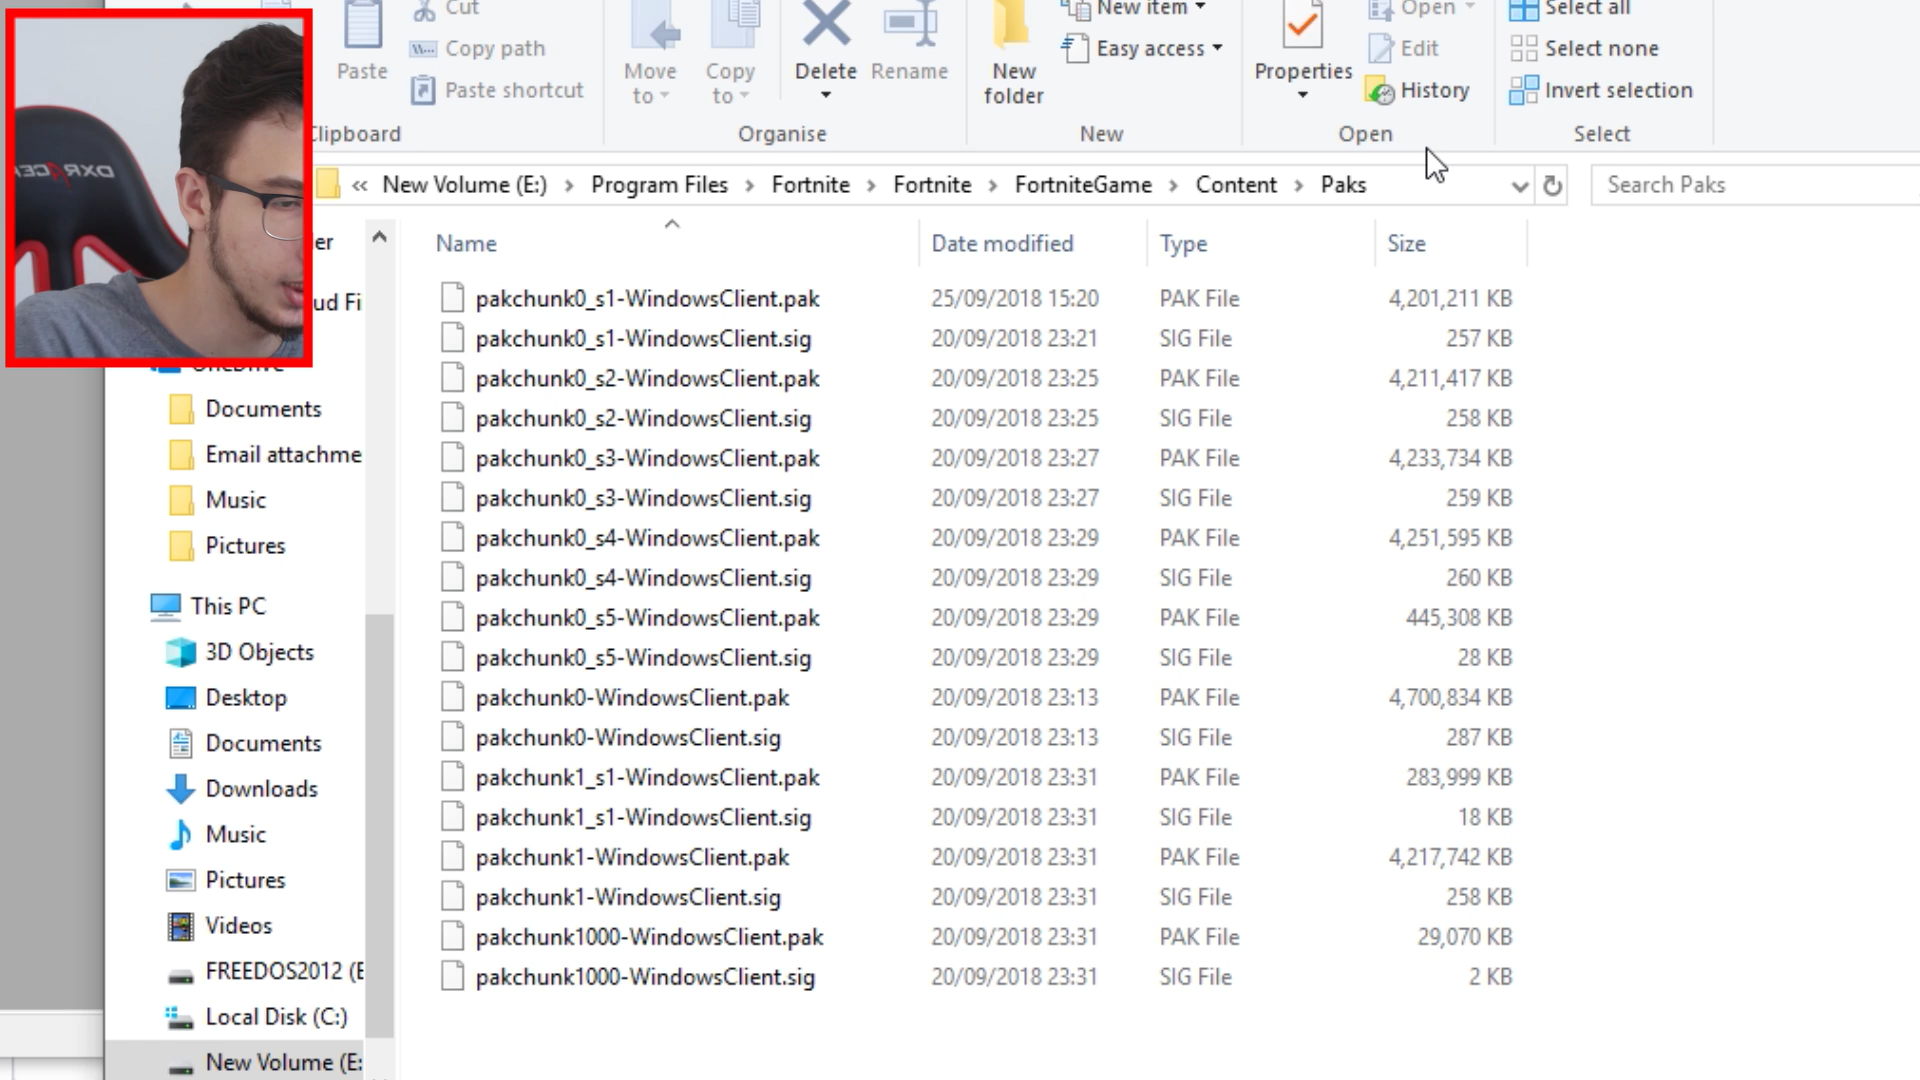 Cut
Copy path
Paste shortcut
Paste
Clipboard
Move to
Copy to
Delete
Rename
Organise
New folder
New item
Easy access
New
Properties
Open
Edit
History
Open
Select all
Select none
Invert selection
Select
DXRACER
« New Volume (E:) › Program Files › Fortnite › Fortnite › FortniteGame › Content › Paks
Search Paks
er
ud Fi
OneDrive
Documents
Email attachme
Music
Pictures
This PC
3D Objects
Desktop
Documents
Downloads
Music
Pictures
Videos
FREEDOS2012 (E
Local Disk (C:)
New Volume (E:
Name Date modified Type Size
pakchunk0_s1-WindowsClient.pak 25/09/2018 15:20 PAK File 4,201,211 KB
pakchunk0_s1-WindowsClient.sig 20/09/2018 23:21 SIG File 257 KB
pakchunk0_s2-WindowsClient.pak 20/09/2018 23:25 PAK File 4,211,417 KB
pakchunk0_s2-WindowsClient.sig 20/09/2018 23:25 SIG File 258 KB
pakchunk0_s3-WindowsClient.pak 20/09/2018 23:27 PAK File 4,233,734 KB
pakchunk0_s3-WindowsClient.sig 20/09/2018 23:27 SIG File 259 KB
pakchunk0_s4-WindowsClient.pak 20/09/2018 23:29 PAK File 4,251,595 KB
pakchunk0_s4-WindowsClient.sig 20/09/2018 23:29 SIG File 260 KB
pakchunk0_s5-WindowsClient.pak 20/09/2018 23:29 PAK File 445,308 KB
pakchunk0_s5-WindowsClient.sig 20/09/2018 23:29 SIG File 28 KB
pakchunk0-WindowsClient.pak 20/09/2018 23:13 PAK File 4,700,834 KB
pakchunk0-WindowsClient.sig 20/09/2018 23:13 SIG File 287 KB
pakchunk1_s1-WindowsClient.pak 20/09/2018 23:31 PAK File 283,999 KB
pakchunk1_s1-WindowsClient.sig 20/09/2018 23:31 SIG File 18 KB
pakchunk1-WindowsClient.pak 20/09/2018 23:31 PAK File 4,217,742 KB
pakchunk1-WindowsClient.sig 20/09/2018 23:31 SIG File 258 KB
pakchunk1000-WindowsClient.pak 20/09/2018 23:31 PAK File 29,070 KB
pakchunk1000-WindowsClient.sig 20/09/2018 23:31 SIG File 2 KB